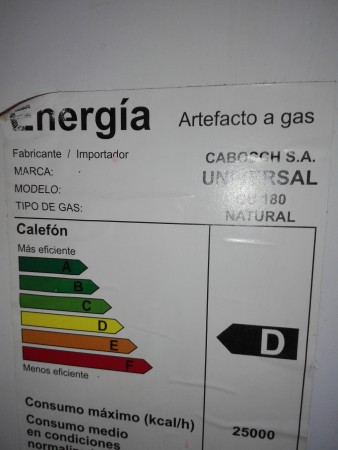 Energía Artefacto a gas
Fabricante / Importador CABOSCH S.A.
MARCA: UNIVERSAL
MODELO: CU 180
TIPO DE GAS: NATURAL
Calefón
Más eficiente
A
B
C
D
D
E
F
Menos eficiente
Consumo máximo (kcal/h) 25000
Consumo medio
en condiciones